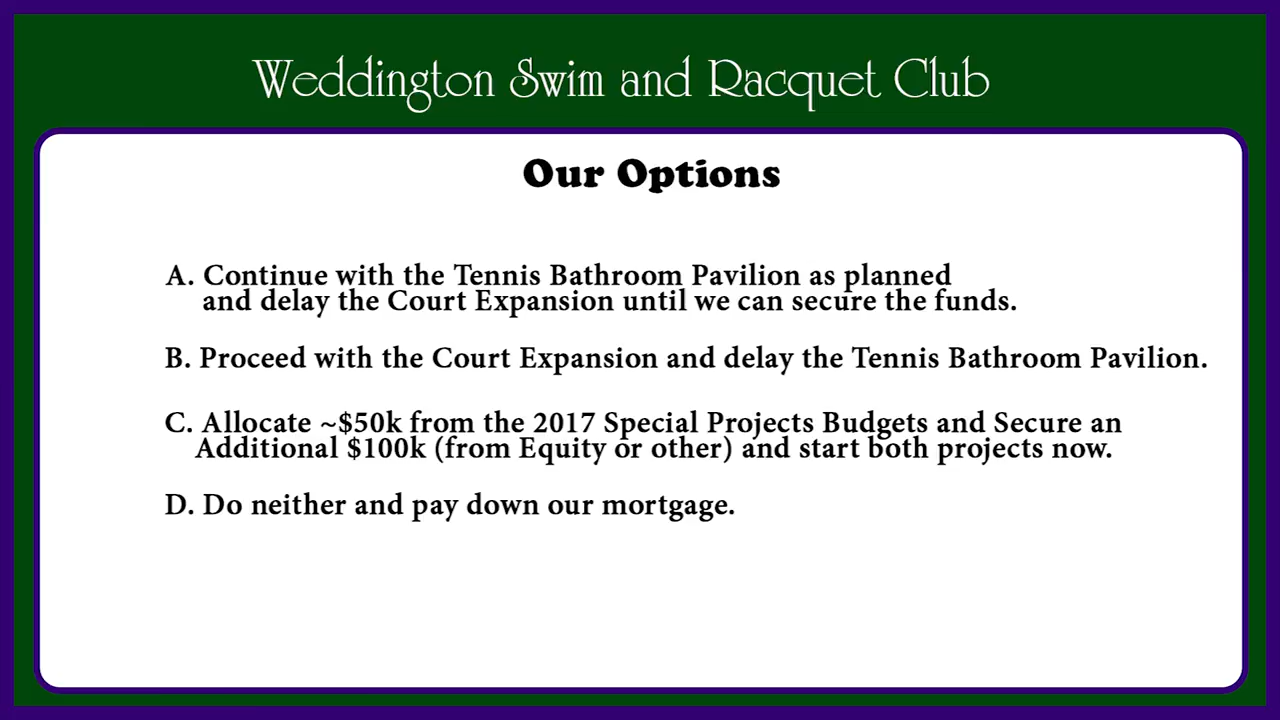 Weddington Swim and Racquet Club
Our Options
A. Continue with the Tennis Bathroom Pavilion as planned
and delay the Court Expansion until we can secure the funds.
B. Proceed with the Court Expansion and delay the Tennis Bathroom Pavilion.
C. Allocate ~$50k from the 2017 Special Projects Budgets and Secure an
Additional $100k (from Equity or other) and start both projects now.
D. Do neither and pay down our mortgage.